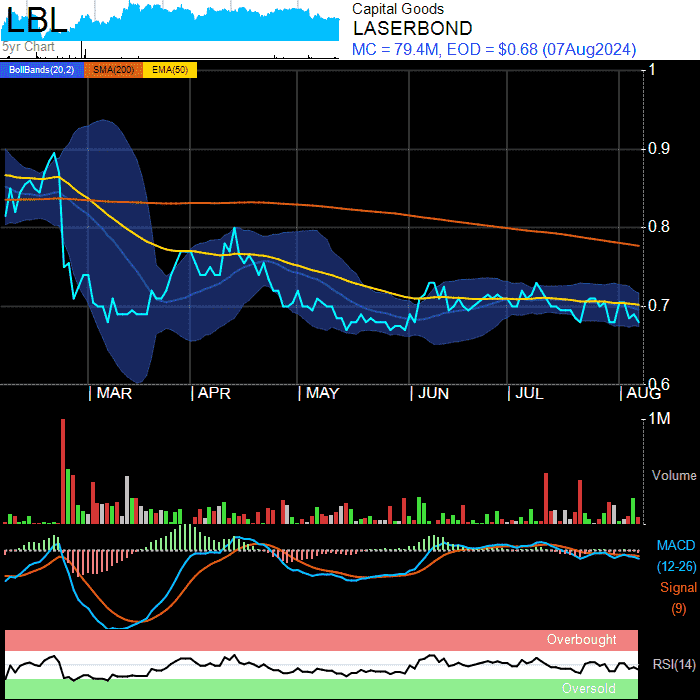 LBL
5yr Chart
Capital Goods
LASERBOND
MC = 79.4M, EOD = $0.68 (07Aug2024)
BollBands(20,2) SMA(200) EMA(50)
1
0.9
0.8
0.7
0.6
MAR APR MAY JUN JUL AUG
1M
Volume
MACD
(12-26)
Signal
(9)
Overbought
RSI(14)
Oversold